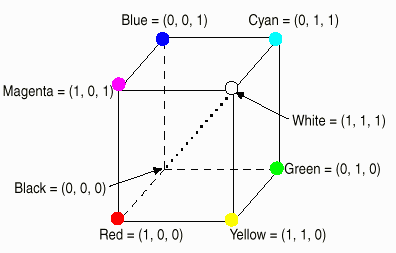 Blue = (0, 0, 1)
Cyan = (0, 1, 1)
Magenta = (1, 0, 1)
White = (1, 1, 1)
Green = (0, 1, 0)
Black = (0, 0, 0)
Red = (1, 0, 0)
Yellow = (1, 1, 0)